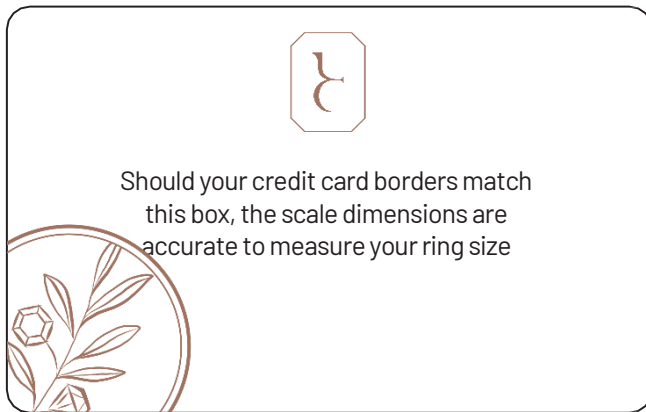 Should your credit card borders match
this box, the scale dimensions are
accurate to measure your ring size